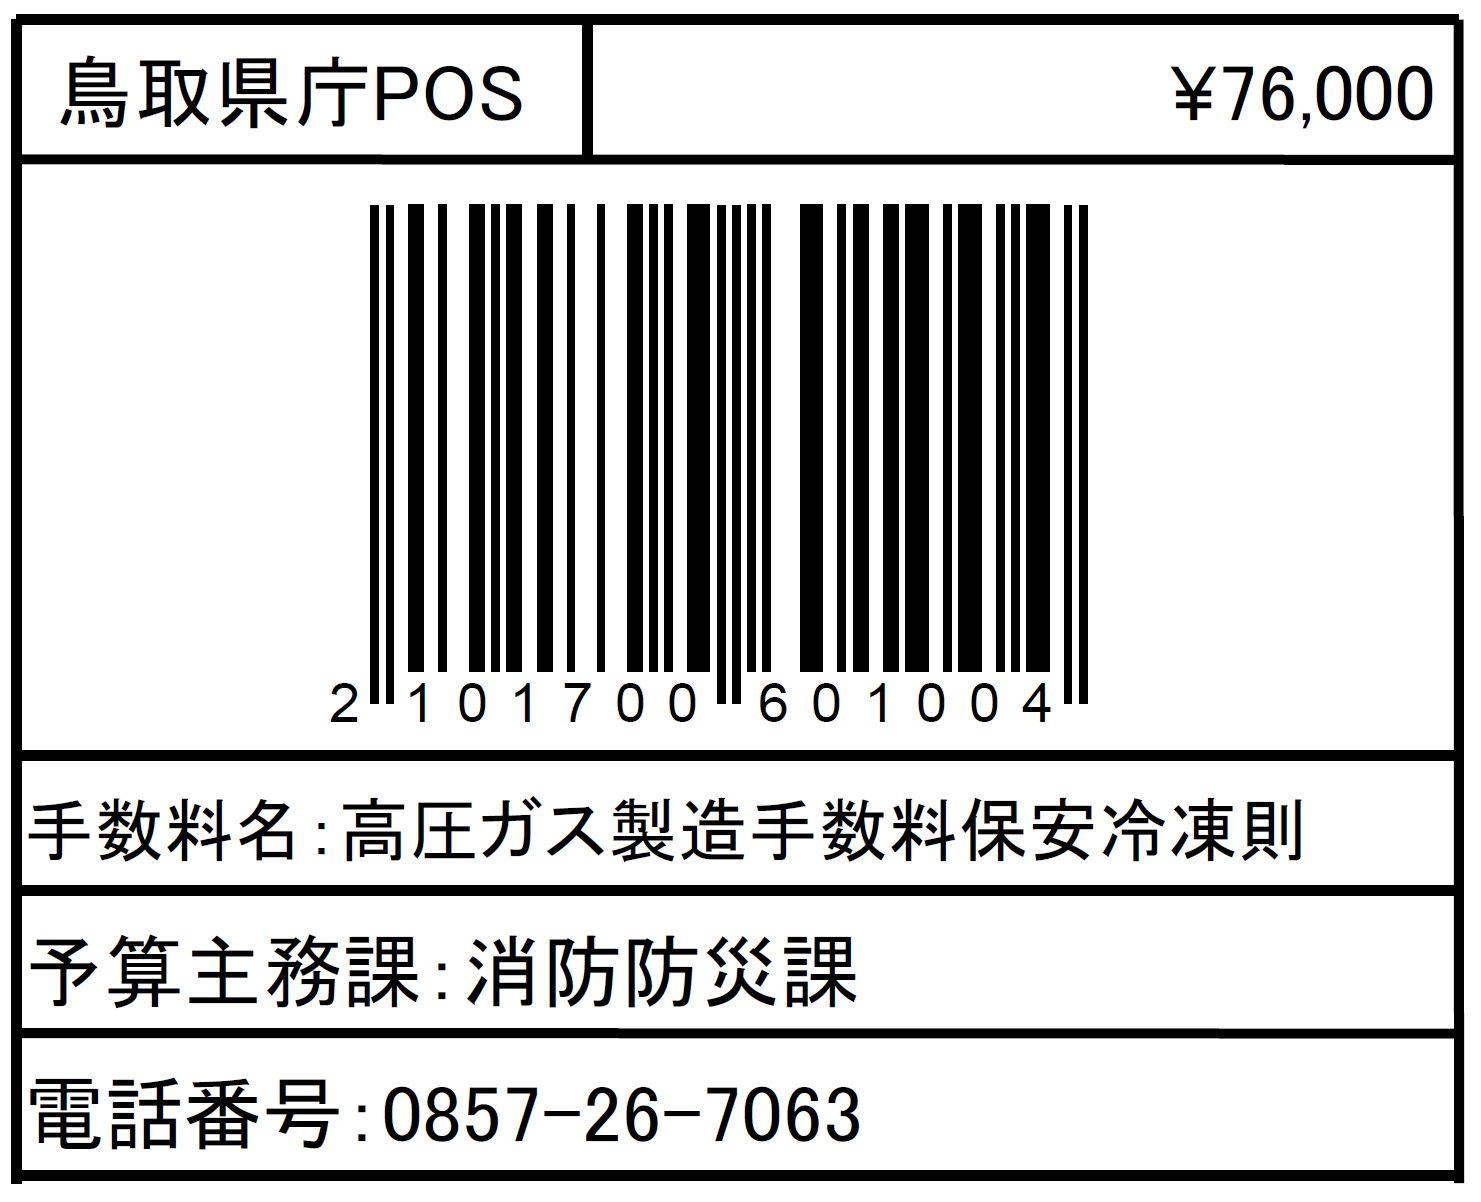 鳥取県庁POS
¥76,000
2101700601004
手数料名:高圧ガス製造手数料保安冷凍則
予算主務課:消防防災課
電話番号:0857-26-7063